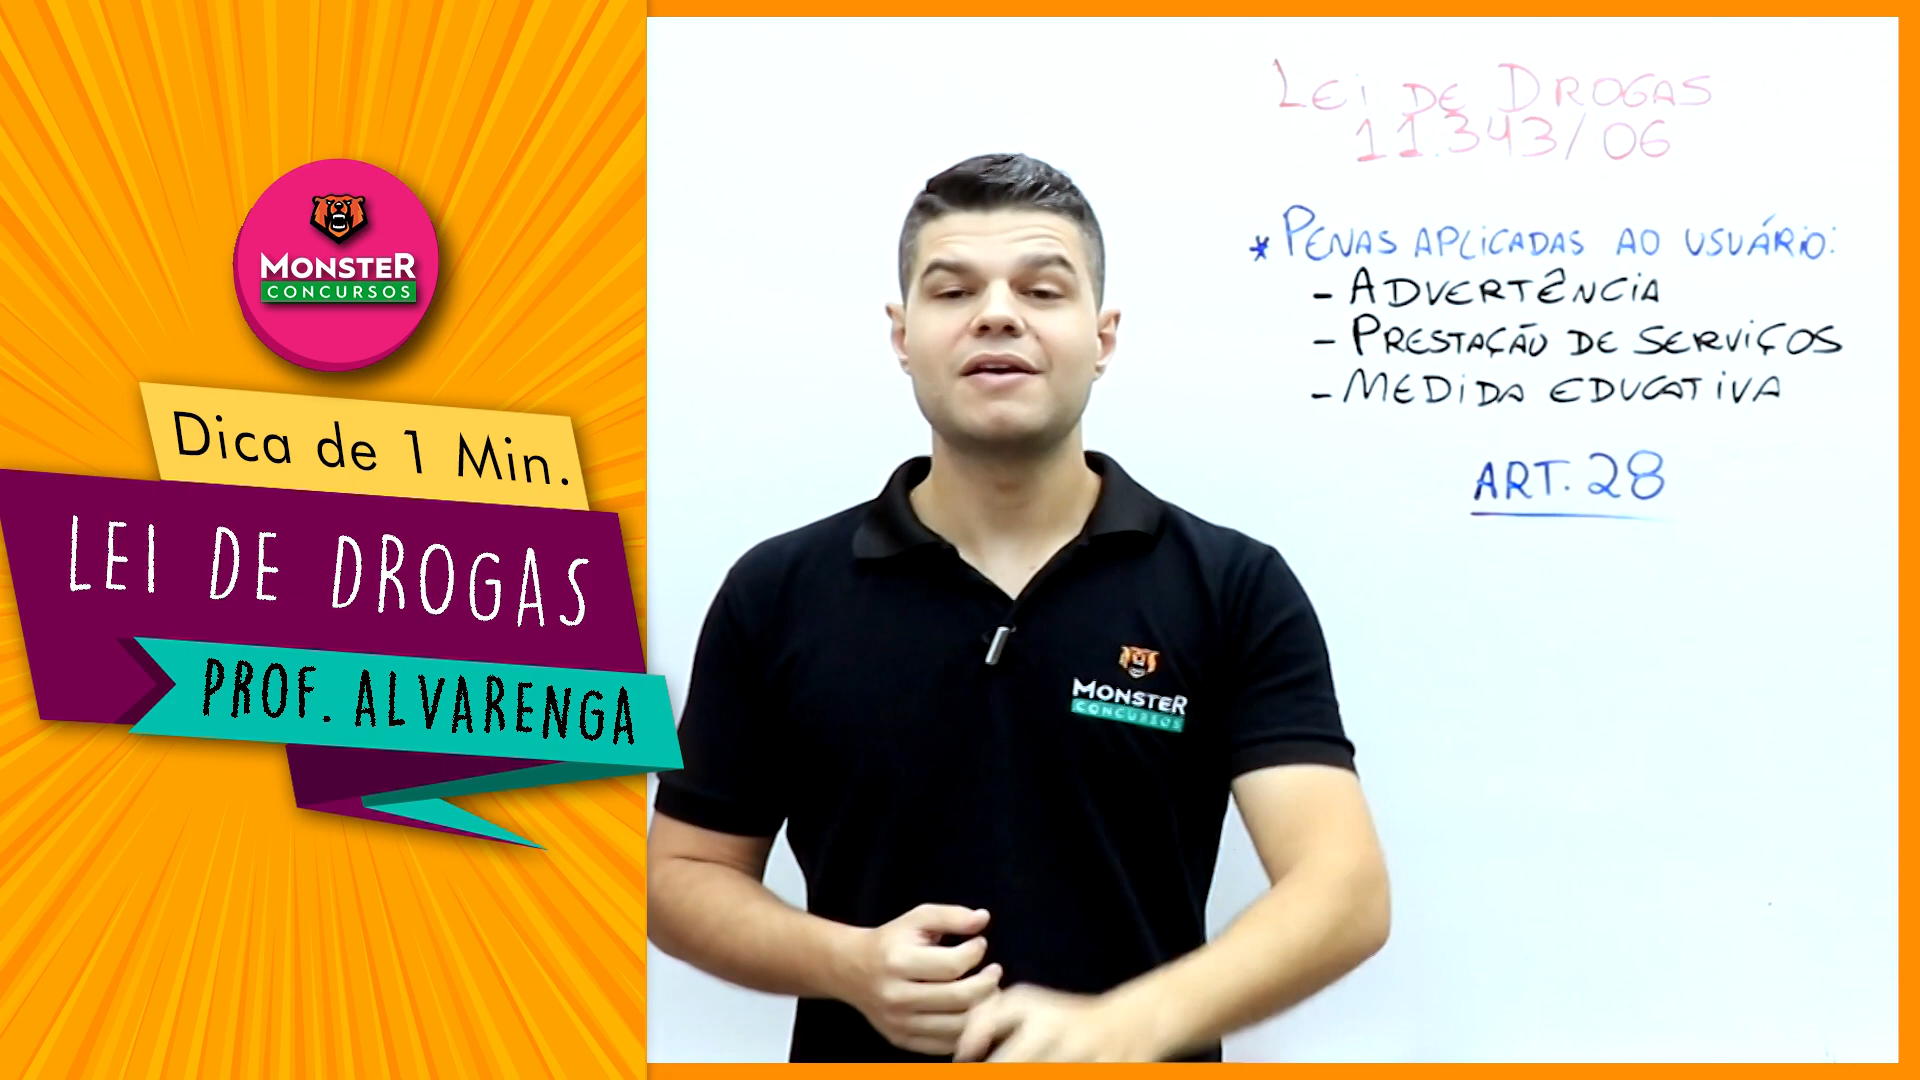 MONSTER
CONCURSOS
Dica de 1 Min.
LEI DE DROGAS
PROF. ALVARENGA
LEI DE DROGAS
11.343/06
* PENAS APLICADAS AO USUÁRIO:
- ADVERTÊNCIA
- PRESTAÇÃO DE SERVIÇOS
- MEDIDA EDUCATIVA
ART. 28
MONSTER
CONCURSOS